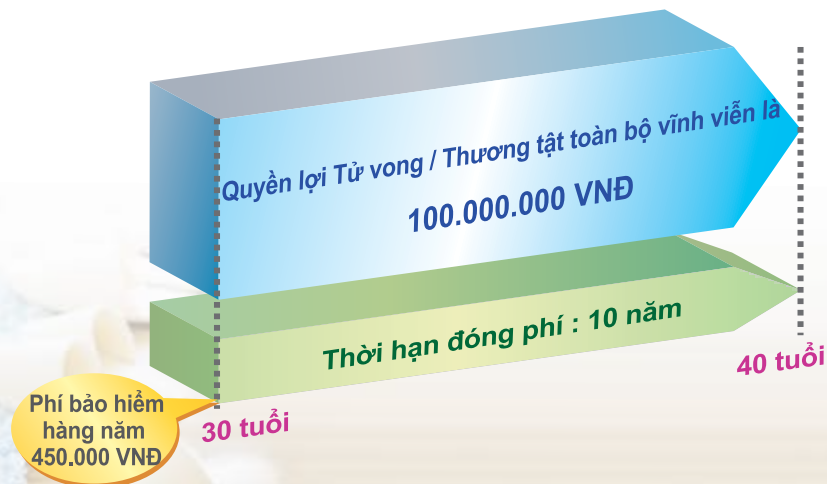 Quyền lợi Tử vong / Thương tật toàn bộ vĩnh viễn là
100.000.000 VNĐ
Thời hạn đóng phí : 10 năm
40 tuổi
30 tuổi
Phí bảo hiểm
hàng năm
450.000 VNĐ